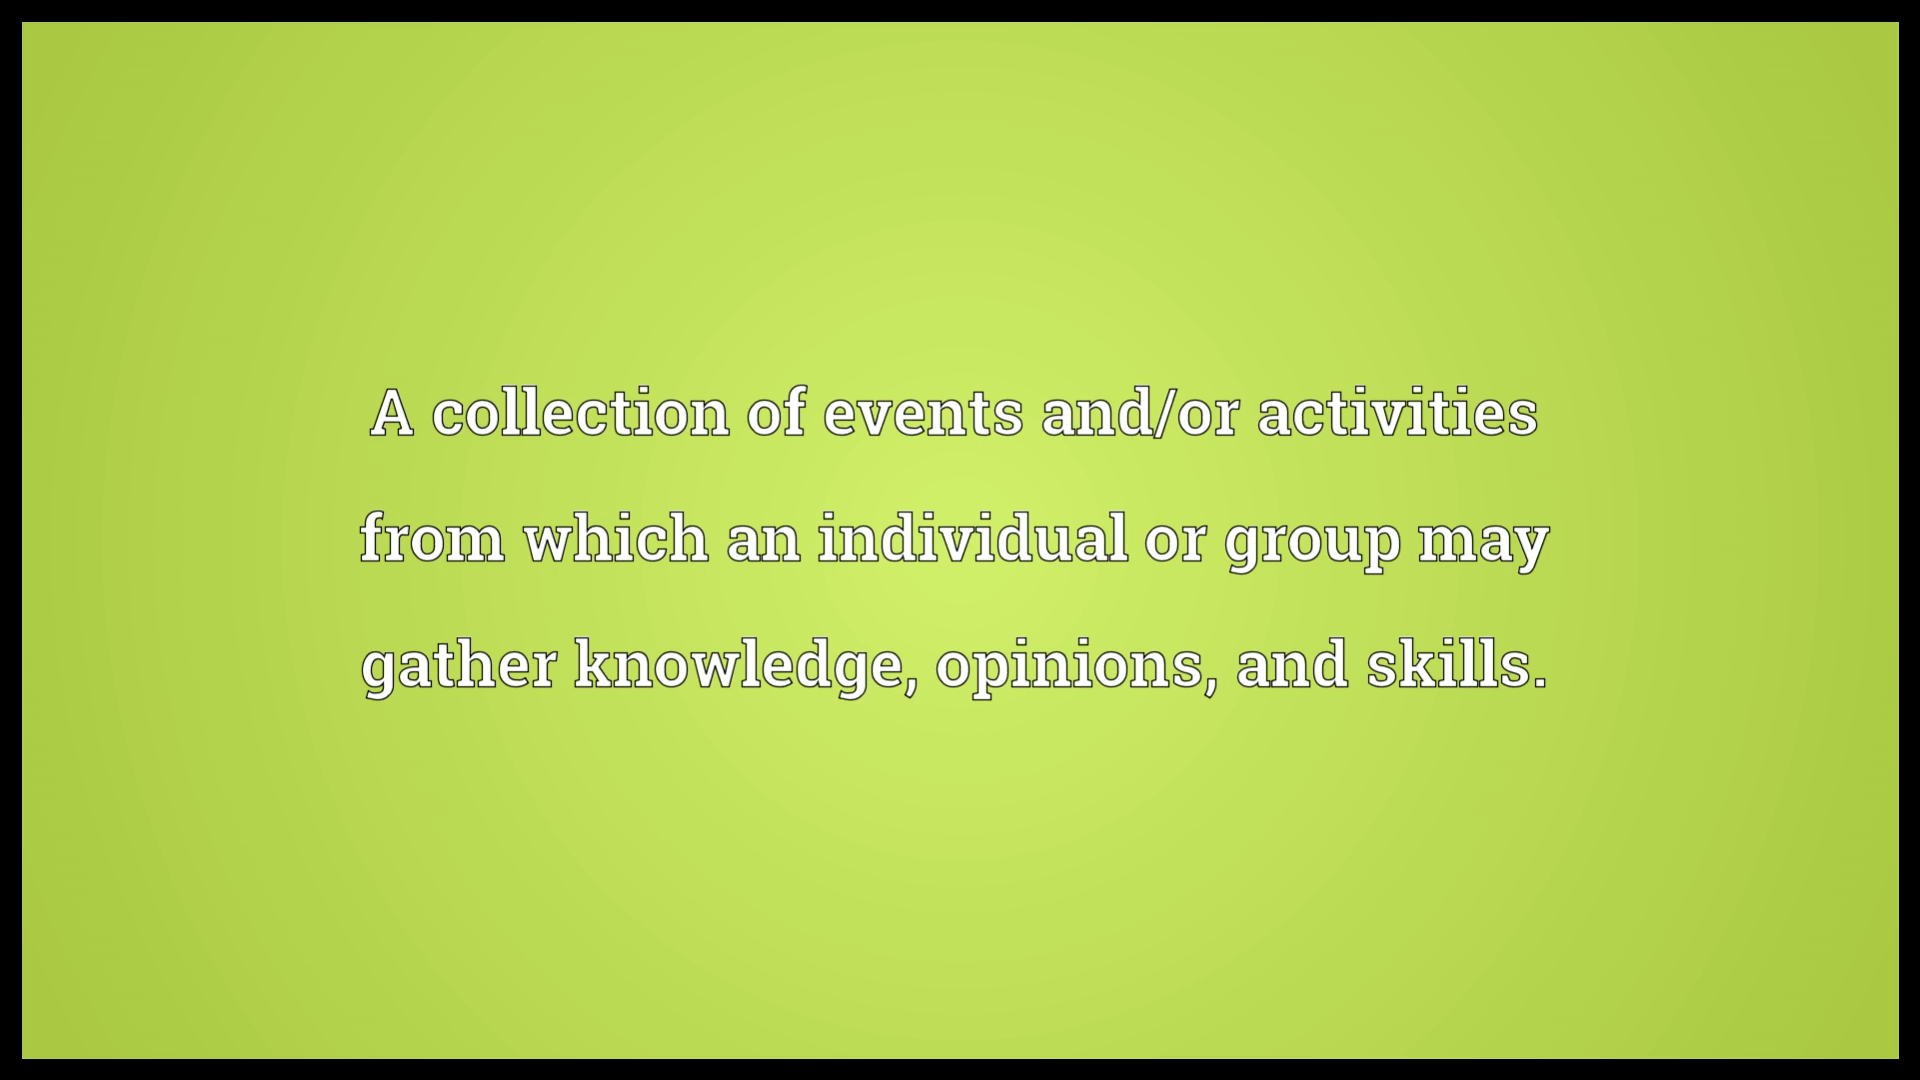 A collection of events and/or activities
from which an individual or group may
gather knowledge, opinions, and skills.